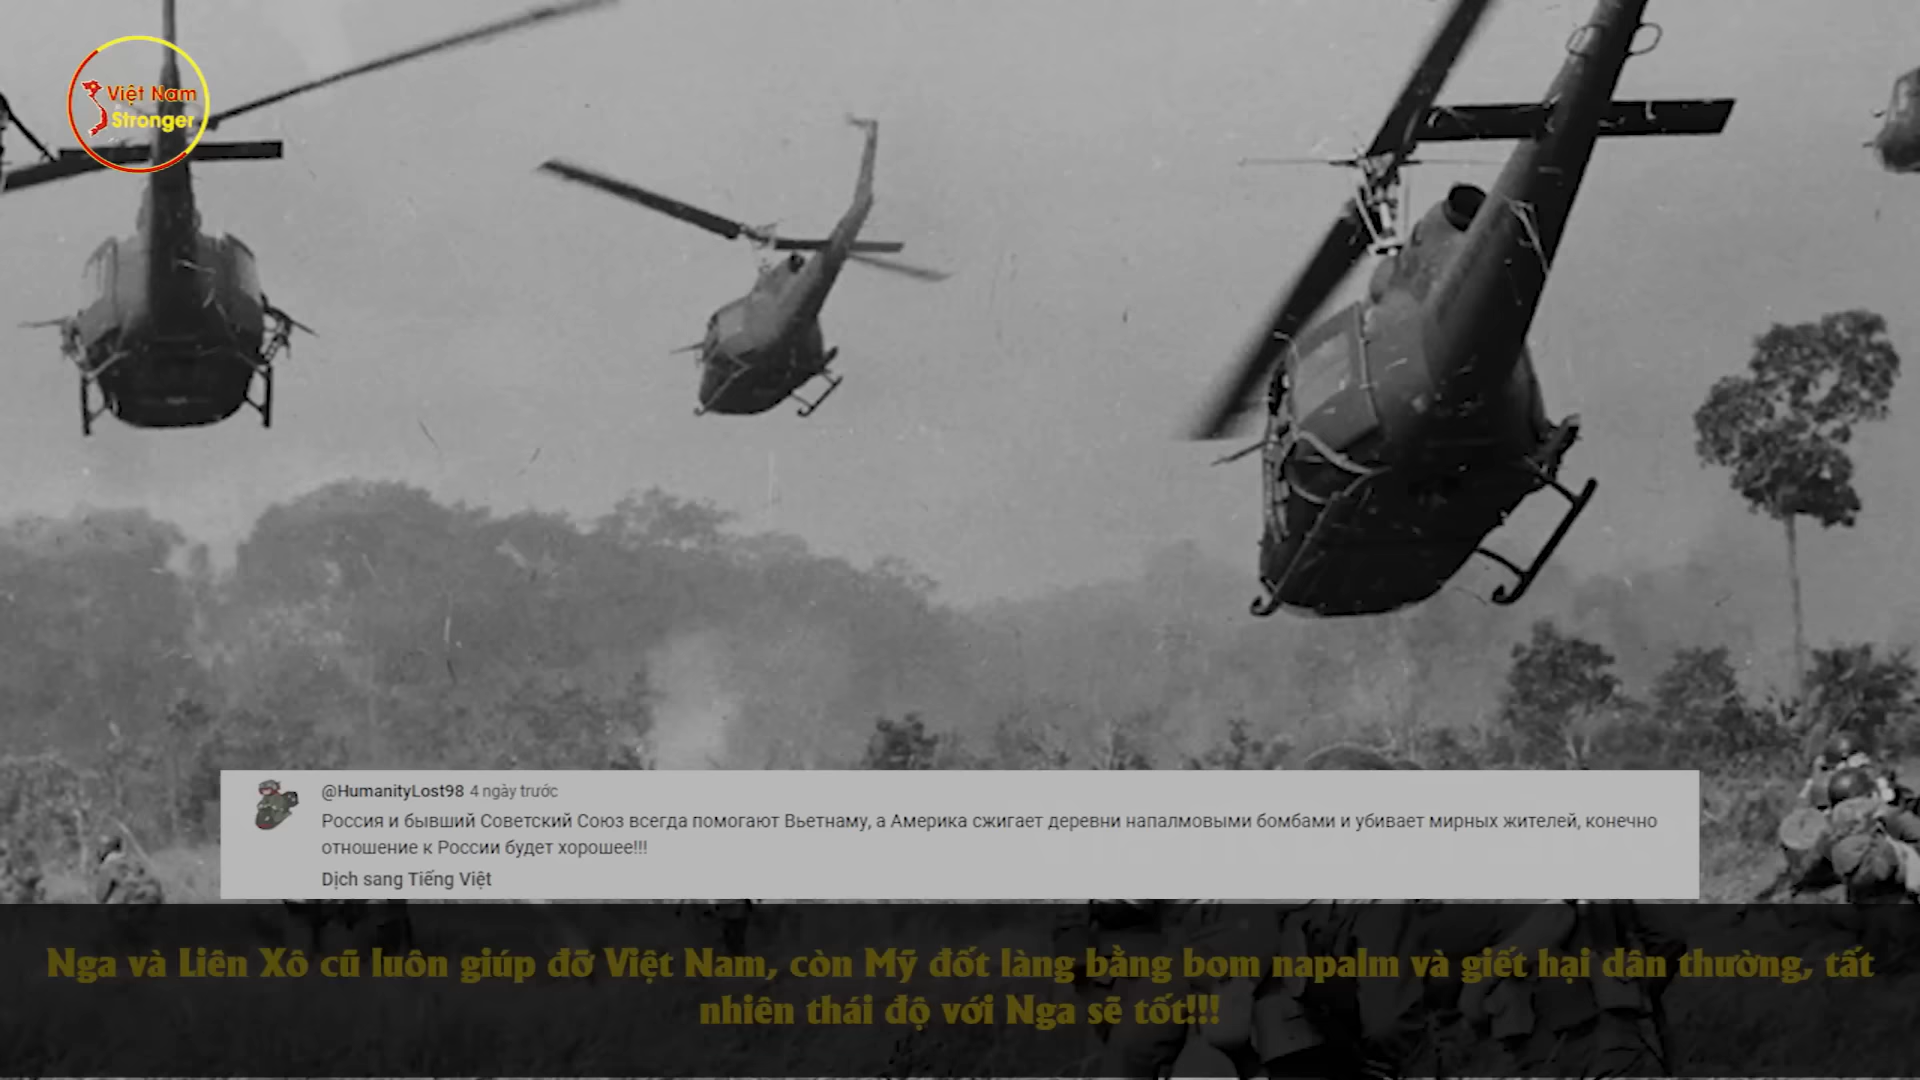 Việt Nam
Stronger
@HumanityLost98 4 ngày trước
Россия и бывший Советский Союз всегда помогают Вьетнаму, а Америка сжигает деревни напалмовыми бомбами и убивает мирных жителей, конечно
отношение к России будет хорошее!!!
Dịch sang Tiếng Việt
Nga và Liên Xô cũ luôn giúp đỡ Việt Nam, còn Mỹ đốt làng bằng bom napalm và giết hại dân thường, tất
nhiên thái độ với Nga sẽ tốt!!!